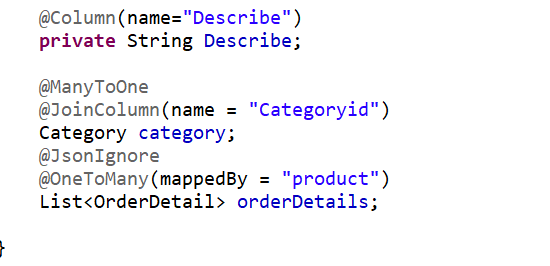 @Column(name="Describe")
private String Describe;
@ManyToOne
@JoinColumn(name = "Categoryid")
Category category;
@JsonIgnore
@OneToMany(mappedBy = "product")
List<OrderDetail> orderDetails;
}